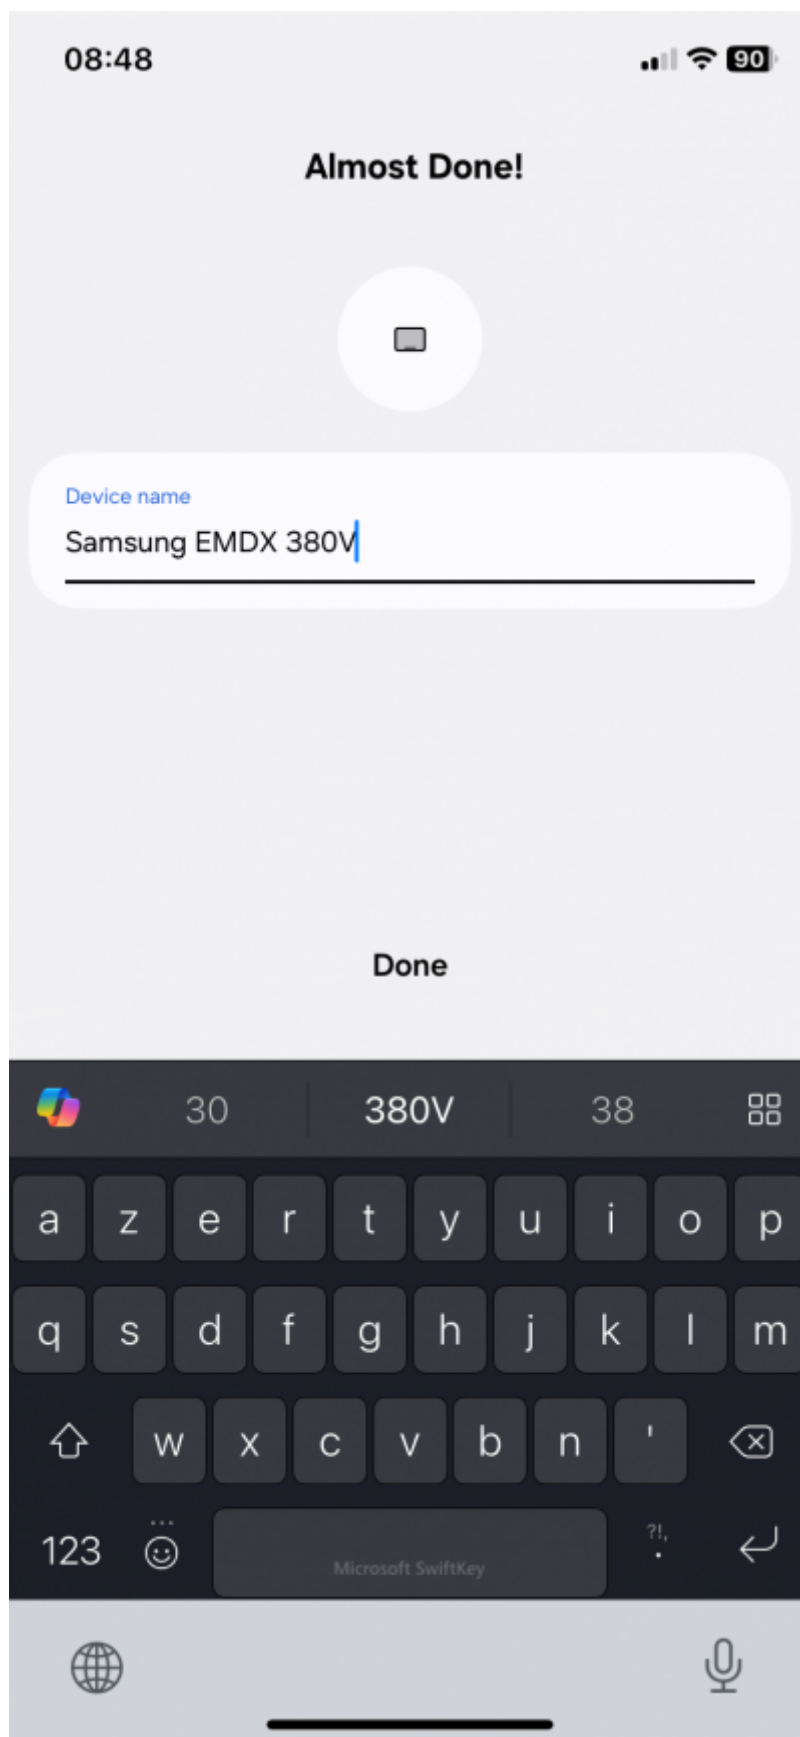 08:48
90
Almost Done!
Device name
Samsung EMDX 380V
Done
30 380V 38
a z e r t y u i o p
q s d f g h j k l m
w x c v b n '
123 Microsoft SwiftKey ?!, .